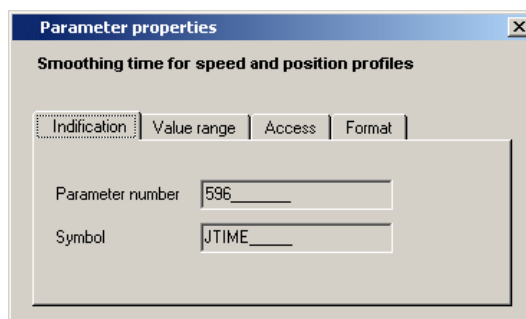 Parameter properties
Smoothing time for speed and position profiles
Indification Value range Access Format
Parameter number 596_______
Symbol JTIME_____